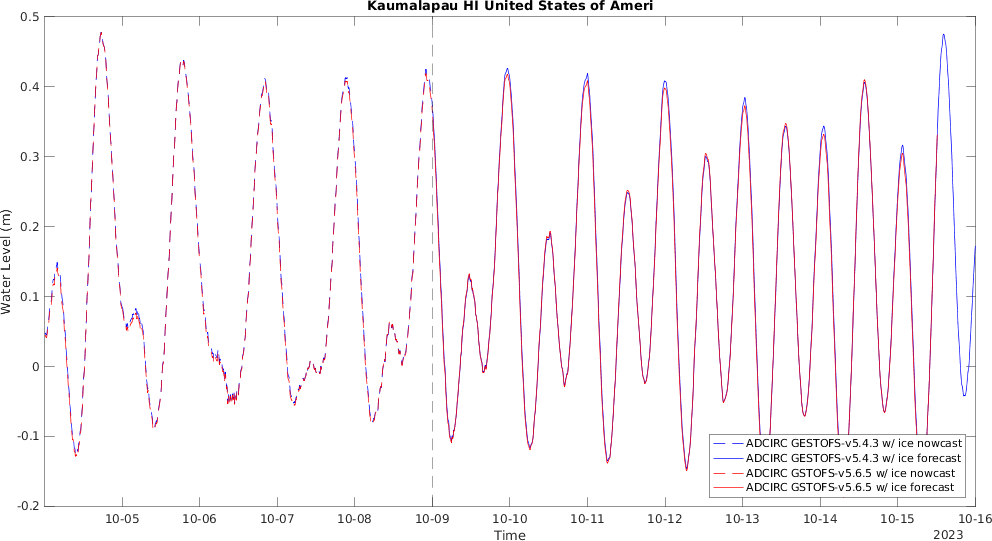 Kaumalapau HI United States of Ameri
0.5
0.4
0.3
0.2
0.1
0
-0.1
-0.2
Water Level (m)
ADCIRC GESTOFS-v5.4.3 w/ ice nowcast
ADCIRC GESTOFS-v5.4.3 w/ ice forecast
ADCIRC GSTOFS-v5.6.5 w/ ice nowcast
ADCIRC GSTOFS-v5.6.5 w/ ice forecast
10-05 10-06 10-07 10-08 10-09 10-10 10-11 10-12 10-13 10-14 10-15 10-16
Time
2023